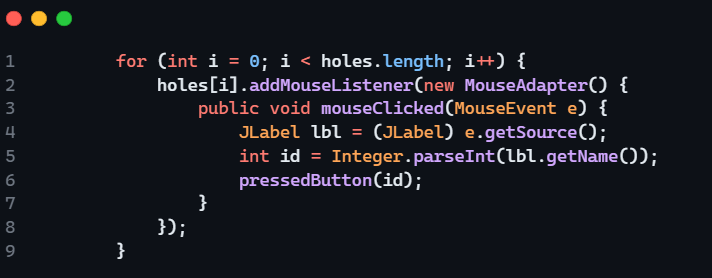 1 for (int i = 0; i < holes.length; i++) {
2 holes[i].addMouseListener(new MouseAdapter() {
3 public void mouseClicked(MouseEvent e) {
4 JLabel lbl = (JLabel) e.getSource();
5 int id = Integer.parseInt(lbl.getName());
6 pressedButton(id);
7 }
8 });
9 }